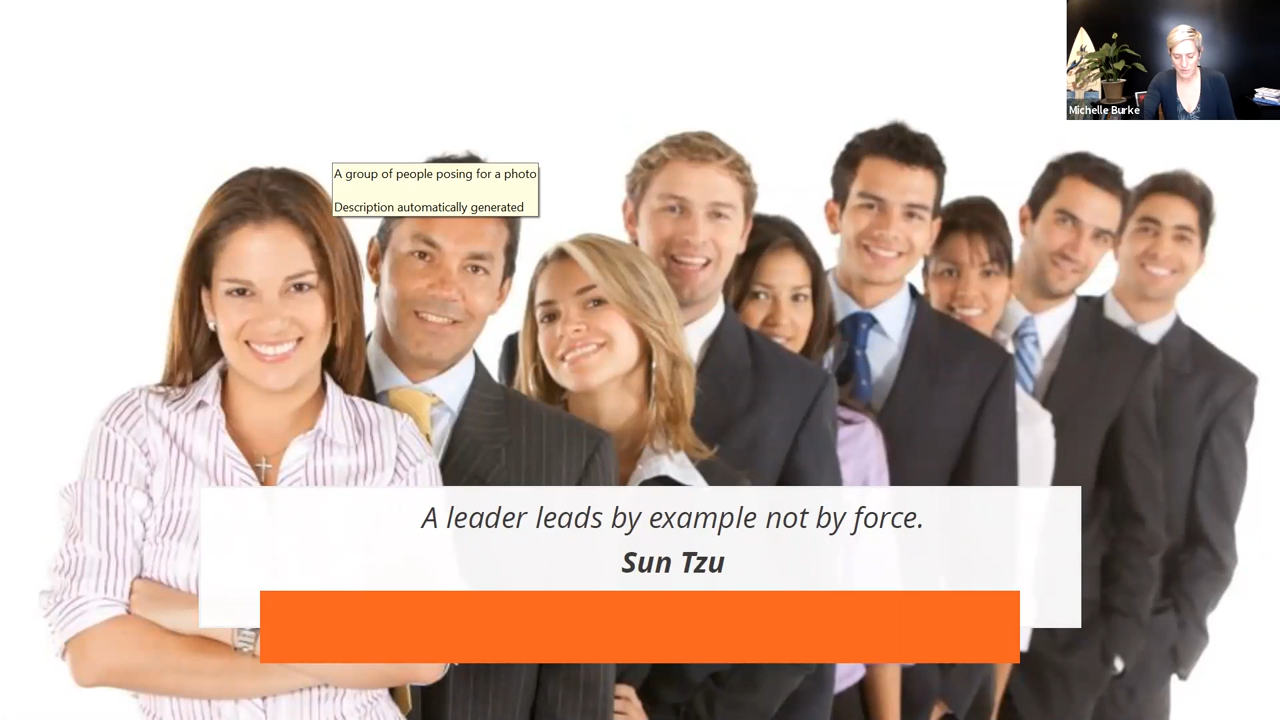 Michelle Burke
A group of people posing for a photo
Description automatically generated
A leader leads by example not by force.
Sun Tzu